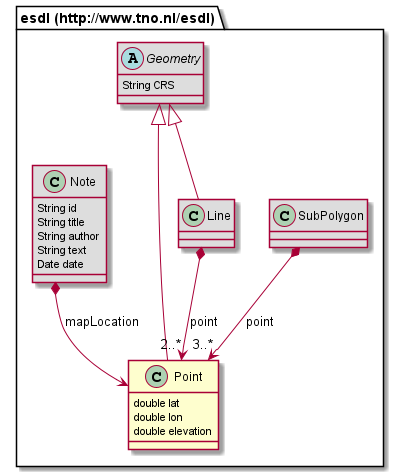 esdl (http://www.tno.nl/esdl)
A Geometry
String CRS
C Note
String id
String title
String author
String text
Date date
C Line
C SubPolygon
mapLocation
point
point
2..*
3..*
C Point
double lat
double lon
double elevation